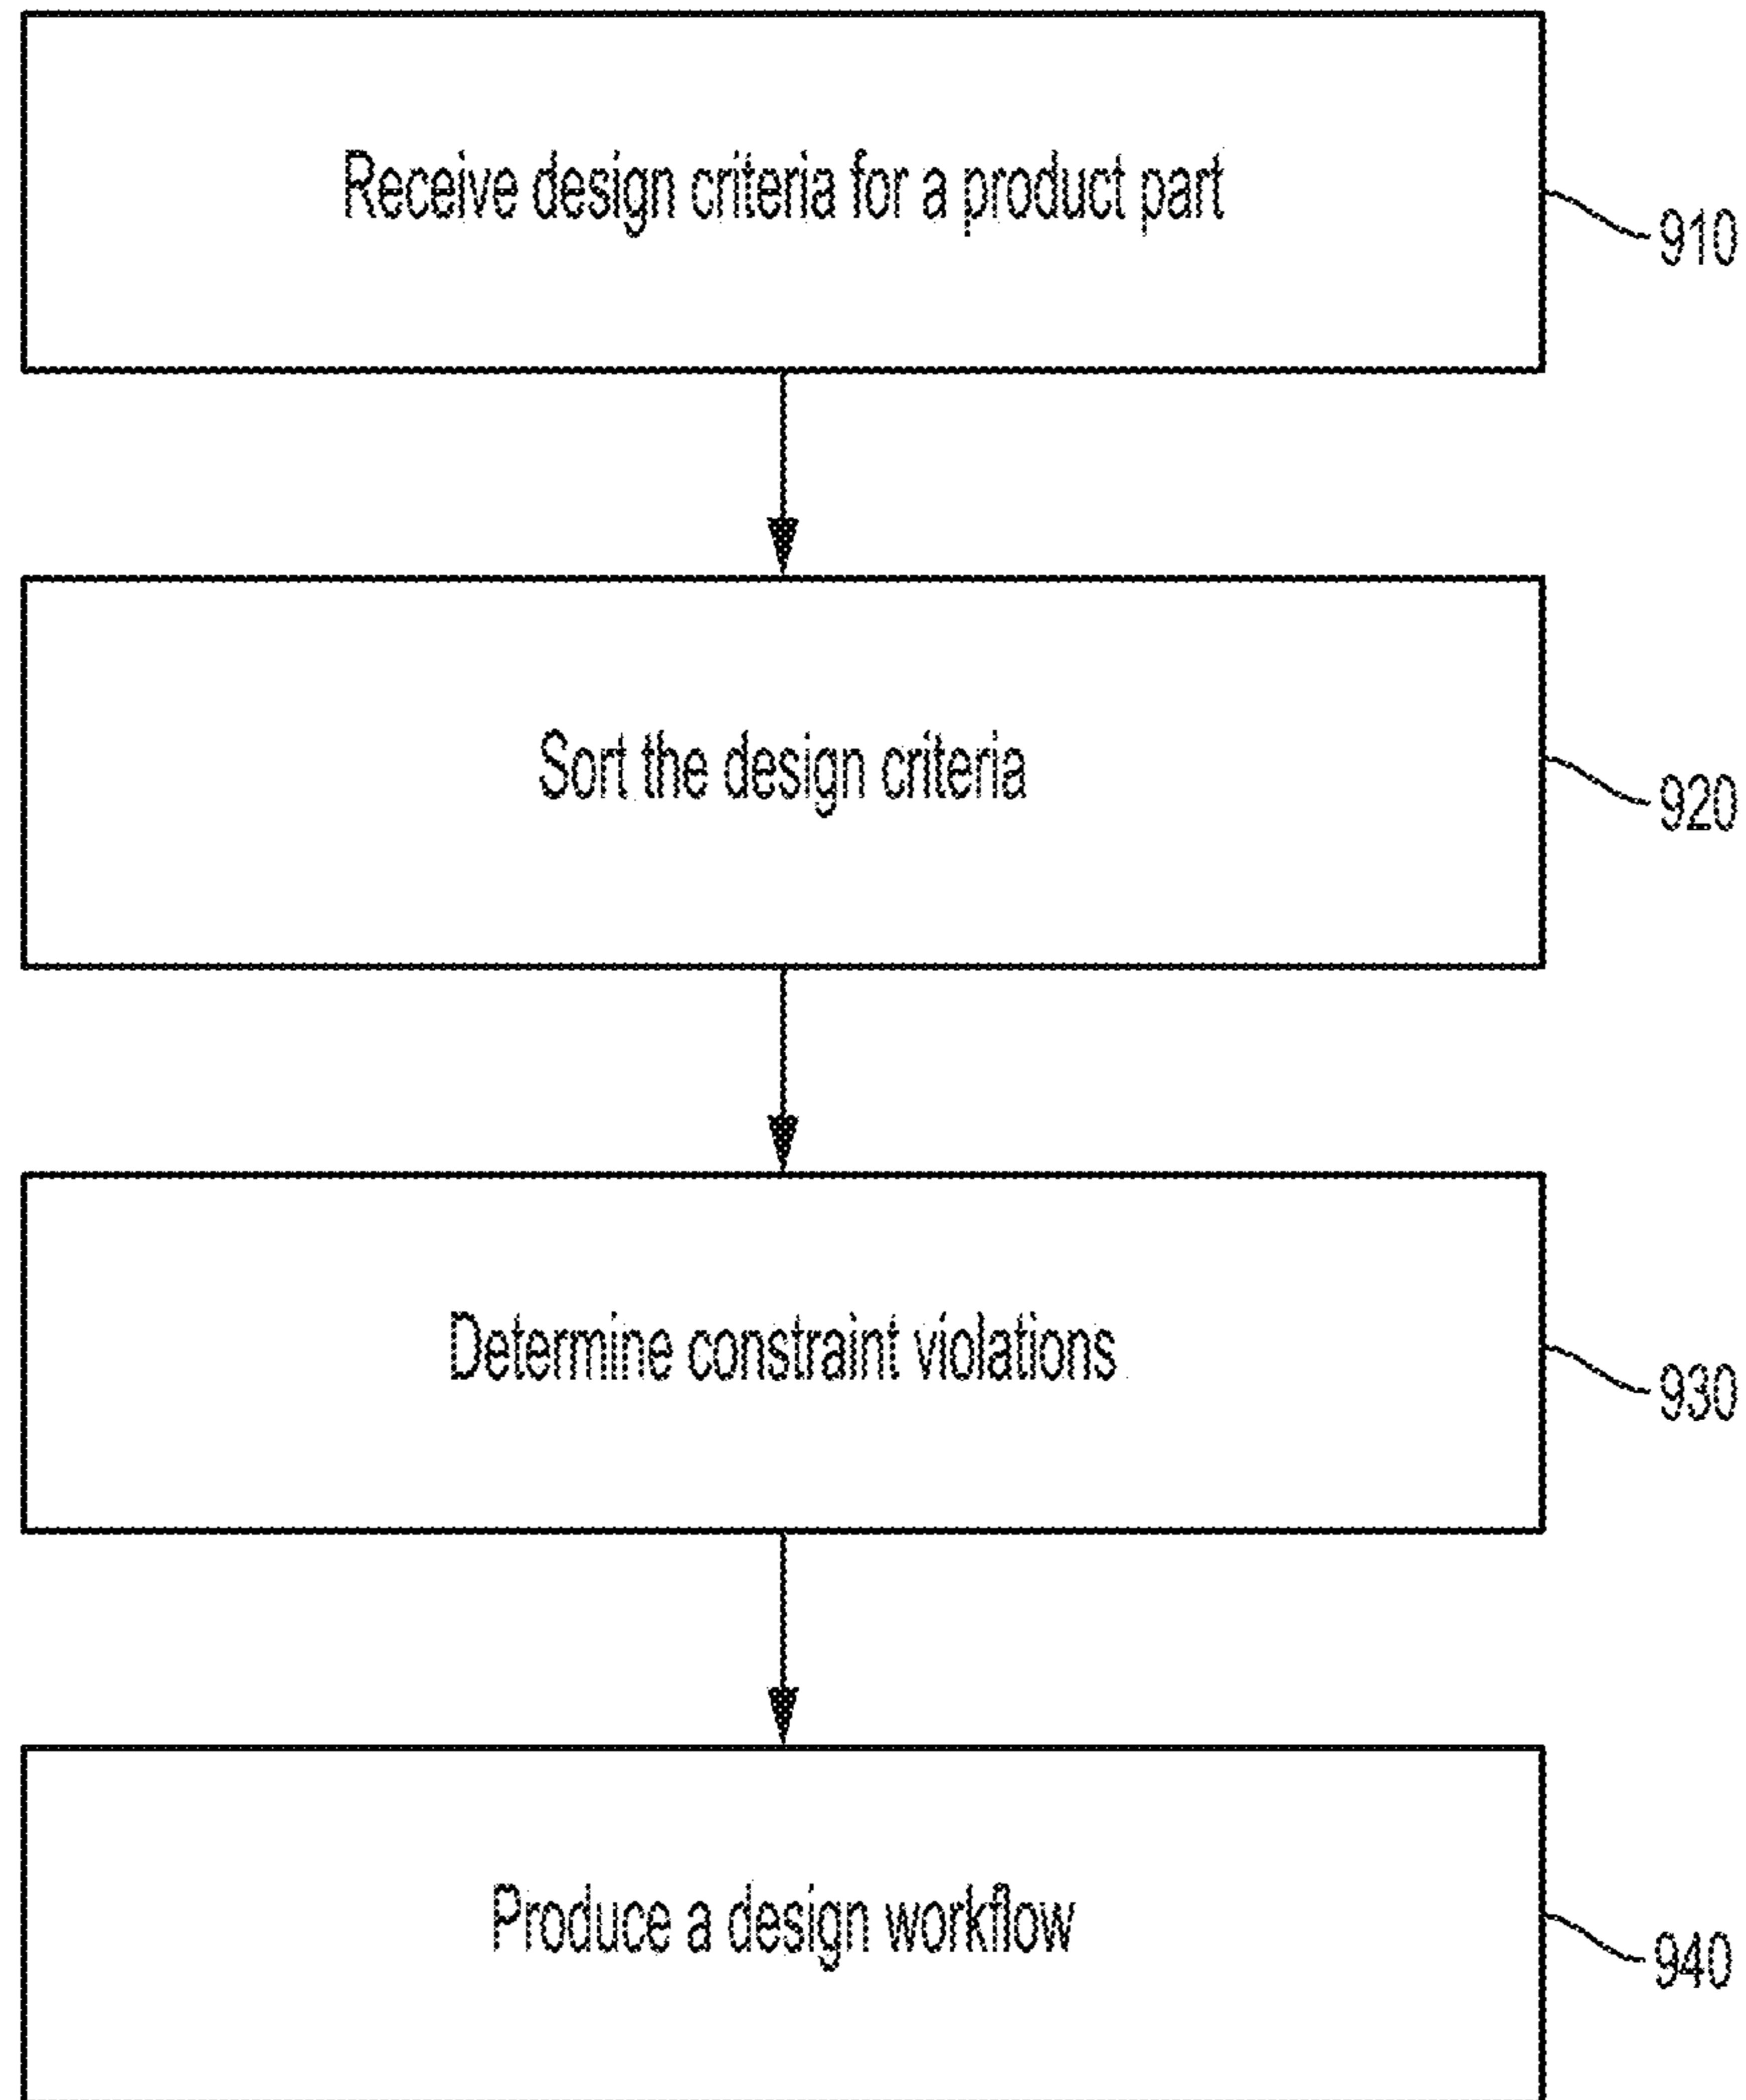 Receive design criteria for a product part
910
Sort the design criteria
920
Determine constraint violations
930
Produce a design workflow
940